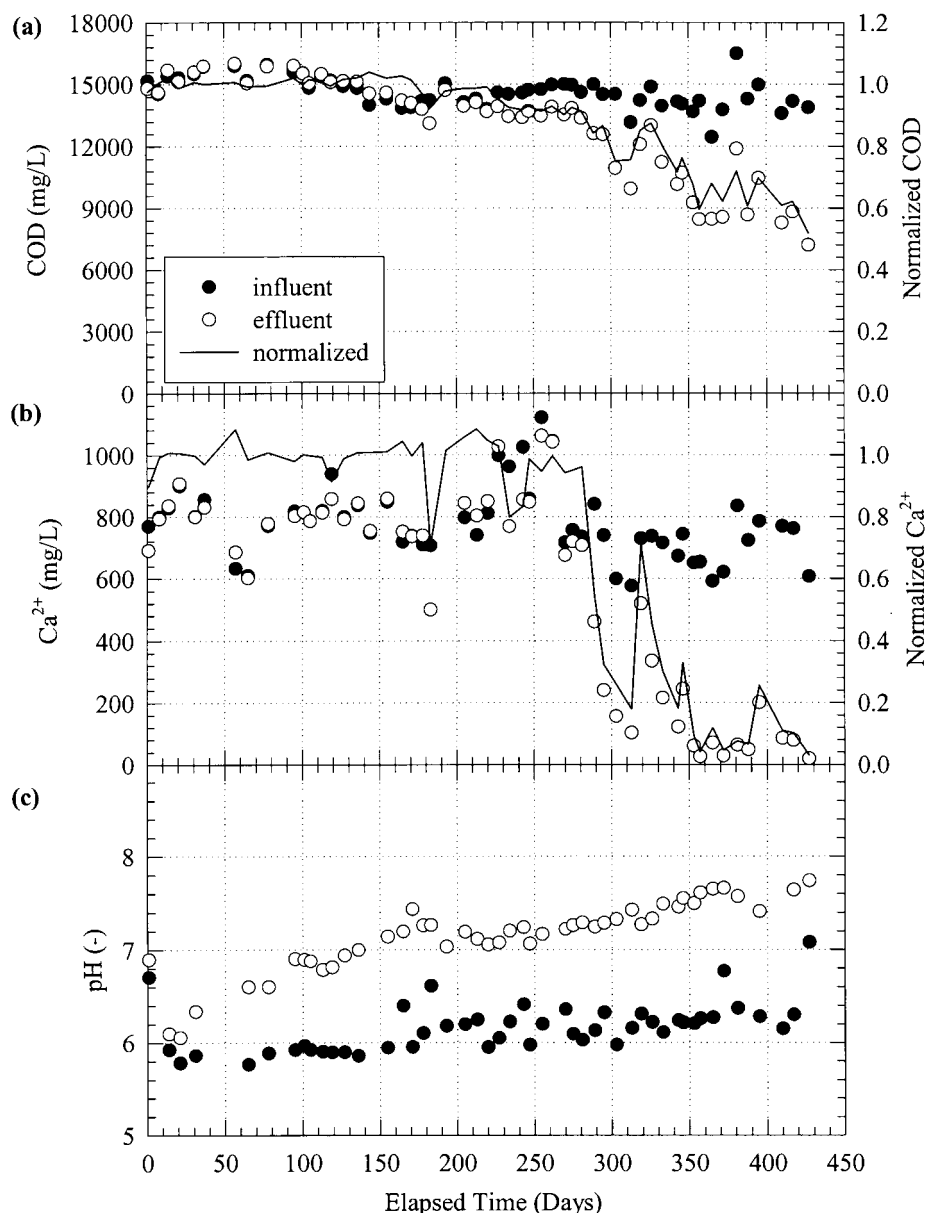 (a)
18000
15000
12000
9000
6000
3000
0
COD (mg/L)
1.2
1.0
0.8
0.6
0.4
0.2
0.0
Normalized COD
influent
effluent
normalized
(b)
1000
800
600
400
200
0
Ca²⁺ (mg/L)
1.0
0.8
0.6
0.4
0.2
0.0
Normalized Ca²⁺
(c)
8
7
6
5
pH (-)
0 50 100 150 200 250 300 350 400 450
Elapsed Time (Days)